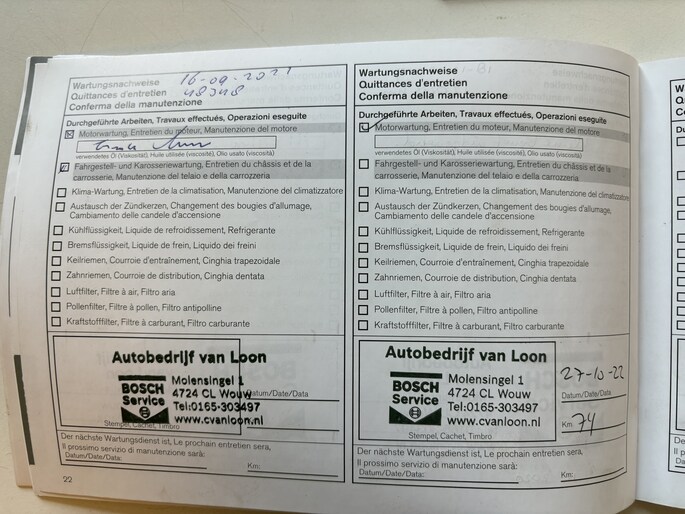 Wartungsnachweise
Quittances d'entretien
Conferma della manutenzione
16-09-2021
48348
Durchgeführte Arbeiten, Travaux effectués, Operazioni eseguite
Motorwartung, Entretien du moteur, Manutenzione del motore
verwendetes Öl (Viskosität), Huile utilisée (viscosité), Olio usato (viscosità)
Fahrgestell- und Karosseriewartung, Entretien du châssis et de la
carrosserie, Manutenzione del telaio e della carrozzeria
Klima-Wartung, Entretien de la climatisation, Manutenzione del climatizzatore
Austausch der Zündkerzen, Changement des bougies d'allumage,
Cambiamento delle candele d'accensione
Kühlflüssigkeit, Liquide de refroidissement, Refrigerante
Bremsflüssigkeit, Liquide de frein, Liquido dei freini
Keilriemen, Courroie d'entraînement, Cinghia trapezoidale
Zahnriemen, Courroie de distribution, Cinghia dentata
Luftfilter, Filtre à air, Filtro aria
Pollenfilter, Filtre à pollen, Filtro antipolline
Kraftstofffilter, Filtre à carburant, Filtro carburante
Autobedrijf van Loon
BOSCH
Service
Molensingel 1
4724 CL Wouw
Tel:0165-303497
www.cvanloon.nl
Datum/Date/Data
Stempel, Cachet, Timbro
Der nächste Wartungsdienst ist, Le prochain entretien sera,
Il prossimo servizio di manutenzione sarà:
Datum/Date/Data:
Km:
22
Wartungsnachweise
Quittances d'entretien
Conferma della manutenzione
Durchgeführte Arbeiten, Travaux effectués, Operazioni eseguite
Motorwartung, Entretien du moteur, Manutenzione del motore
verwendetes Öl (Viskosität), Huile utilisée (viscosité), Olio usato (viscosità)
Fahrgestell- und Karosseriewartung, Entretien du châssis et de la
carrosserie, Manutenzione del telaio e della carrozzeria
Klima-Wartung, Entretien de la climatisation, Manutenzione del climatizzatore
Austausch der Zündkerzen, Changement des bougies d'allumage,
Cambiamento delle candele d'accensione
Kühlflüssigkeit, Liquide de refroidissement, Refrigerante
Bremsflüssigkeit, Liquide de frein, Liquido dei freini
Keilriemen, Courroie d'entraînement, Cinghia trapezoidale
Zahnriemen, Courroie de distribution, Cinghia dentata
Luftfilter, Filtre à air, Filtro aria
Pollenfilter, Filtre à pollen, Filtro antipolline
Kraftstofffilter, Filtre à carburant, Filtro carburante
Autobedrijf van Loon
BOSCH
Service
Molensingel 1
4724 CL Wouw
Tel:0165-303497
www.cvanloon.nl
27-10-22
Datum/Date/Data
Km: 74
Stempel, Cachet, Timbro
Der nächste Wartungsdienst ist, Le prochain entretien sera,
Il prossimo servizio di manutenzione sarà:
Datum/Date/Data:
Km: